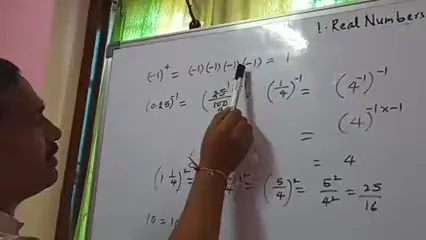 1. Real Numbers
(-1)⁴ = (-1)(-1)(-1)(-1) = 1
(0.25)⁻¹ = (25/100)⁻¹ = (1/4)⁻¹ = (4⁻¹)⁻¹
= (4)⁻¹ˣ⁻¹
= 4
(1 1/4)² = = (5/4)² = 5²/4² = 25/16
10 =